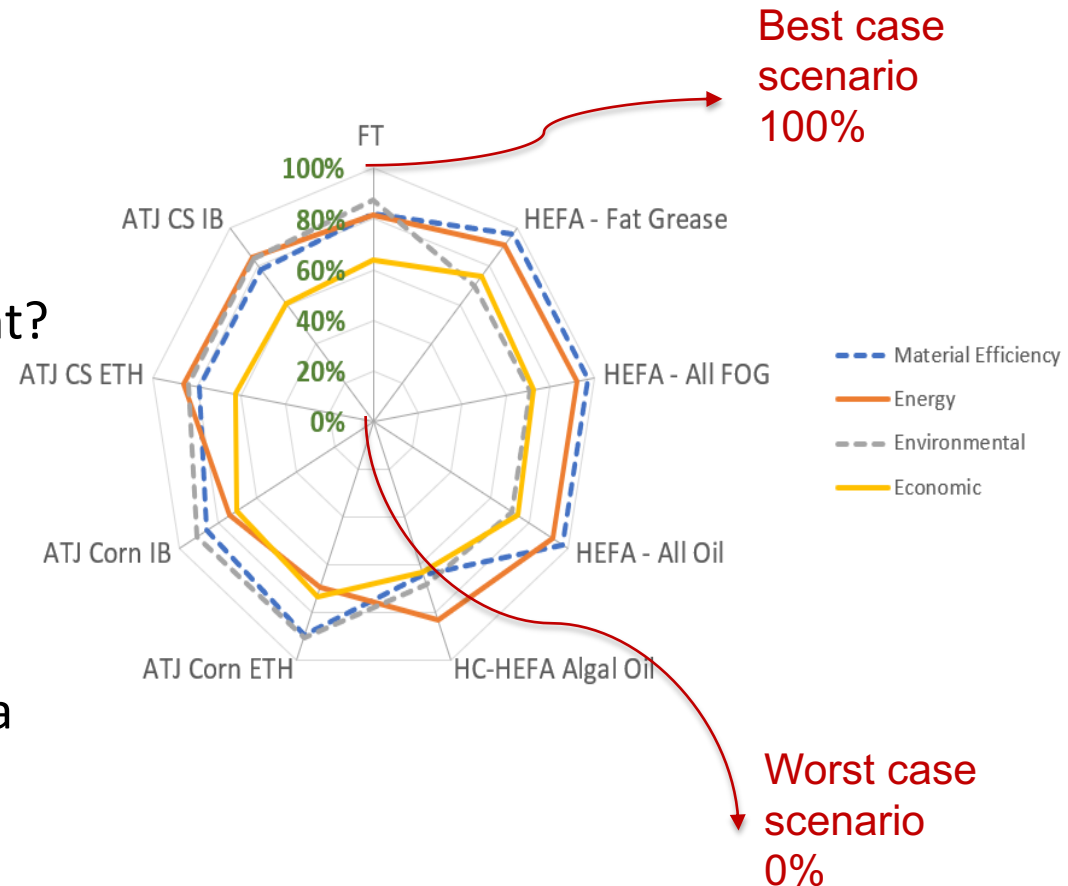 Best case
scenario
100%
FT
100%
ATJ CS IB
HEFA - Fat Grease
80%
60%
nt?
40%
Material Efficiency
ATJ CS ETH
20%
HEFA - All FOG
Energy
0%
Environmental
Economic
ATJ Corn IB
HEFA - All Oil
ATJ Corn ETH
HC-HEFA Algal Oil
a
Worst case
scenario
0%